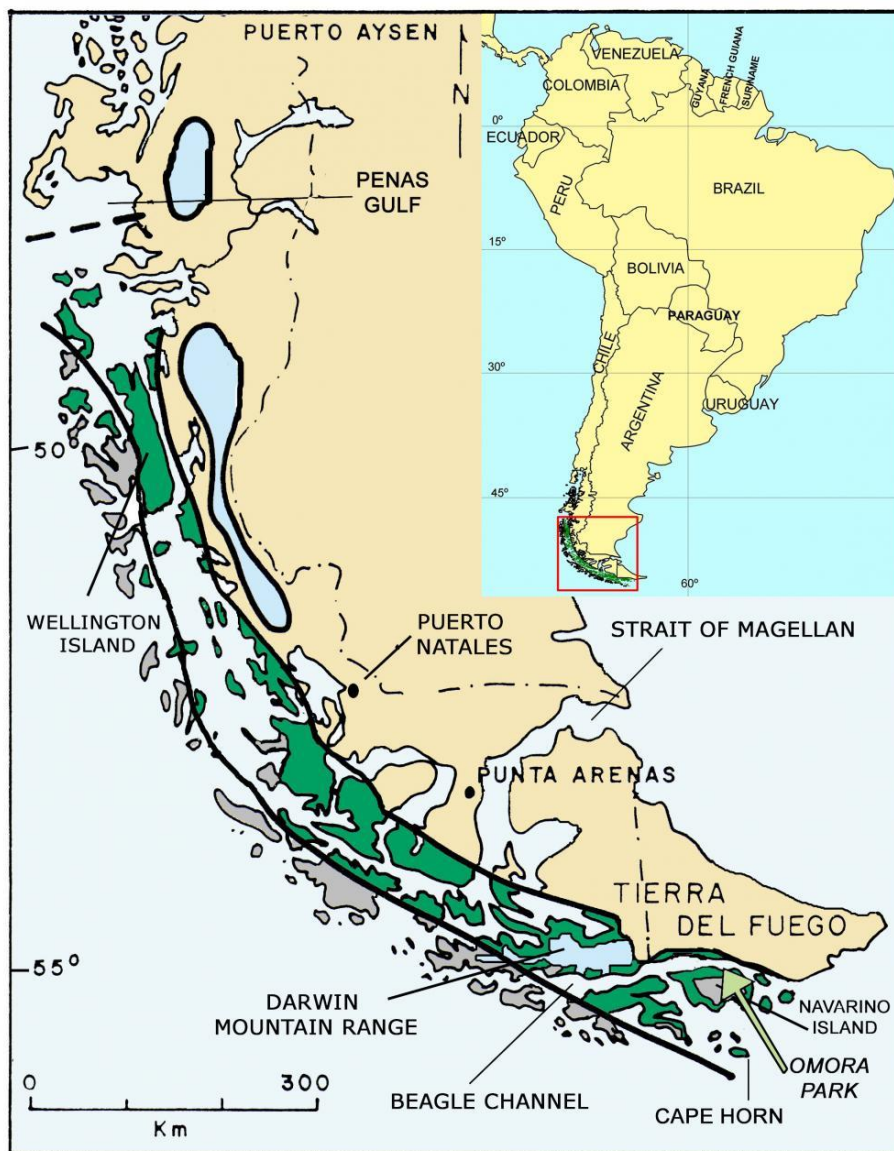 PUERTO AYSEN
N
PENAS
GULF
50°
WELLINGTON
ISLAND
PUERTO
NATALES
STRAIT OF MAGELLAN
PUNTA ARENAS
TIERRA
DEL FUEGO
55°
DARWIN
MOUNTAIN RANGE
NAVARINO
ISLAND
OMORA
PARK
BEAGLE CHANNEL
CAPE HORN
0
300
Km
VENEZUELA
GUYANA
FRENCH GUIANA
SURINAME
COLOMBIA
0°
ECUADOR
PERU
BRAZIL
15°
BOLIVIA
PARAGUAY
CHILE
30°
ARGENTINA
URUGUAY
45°
60°